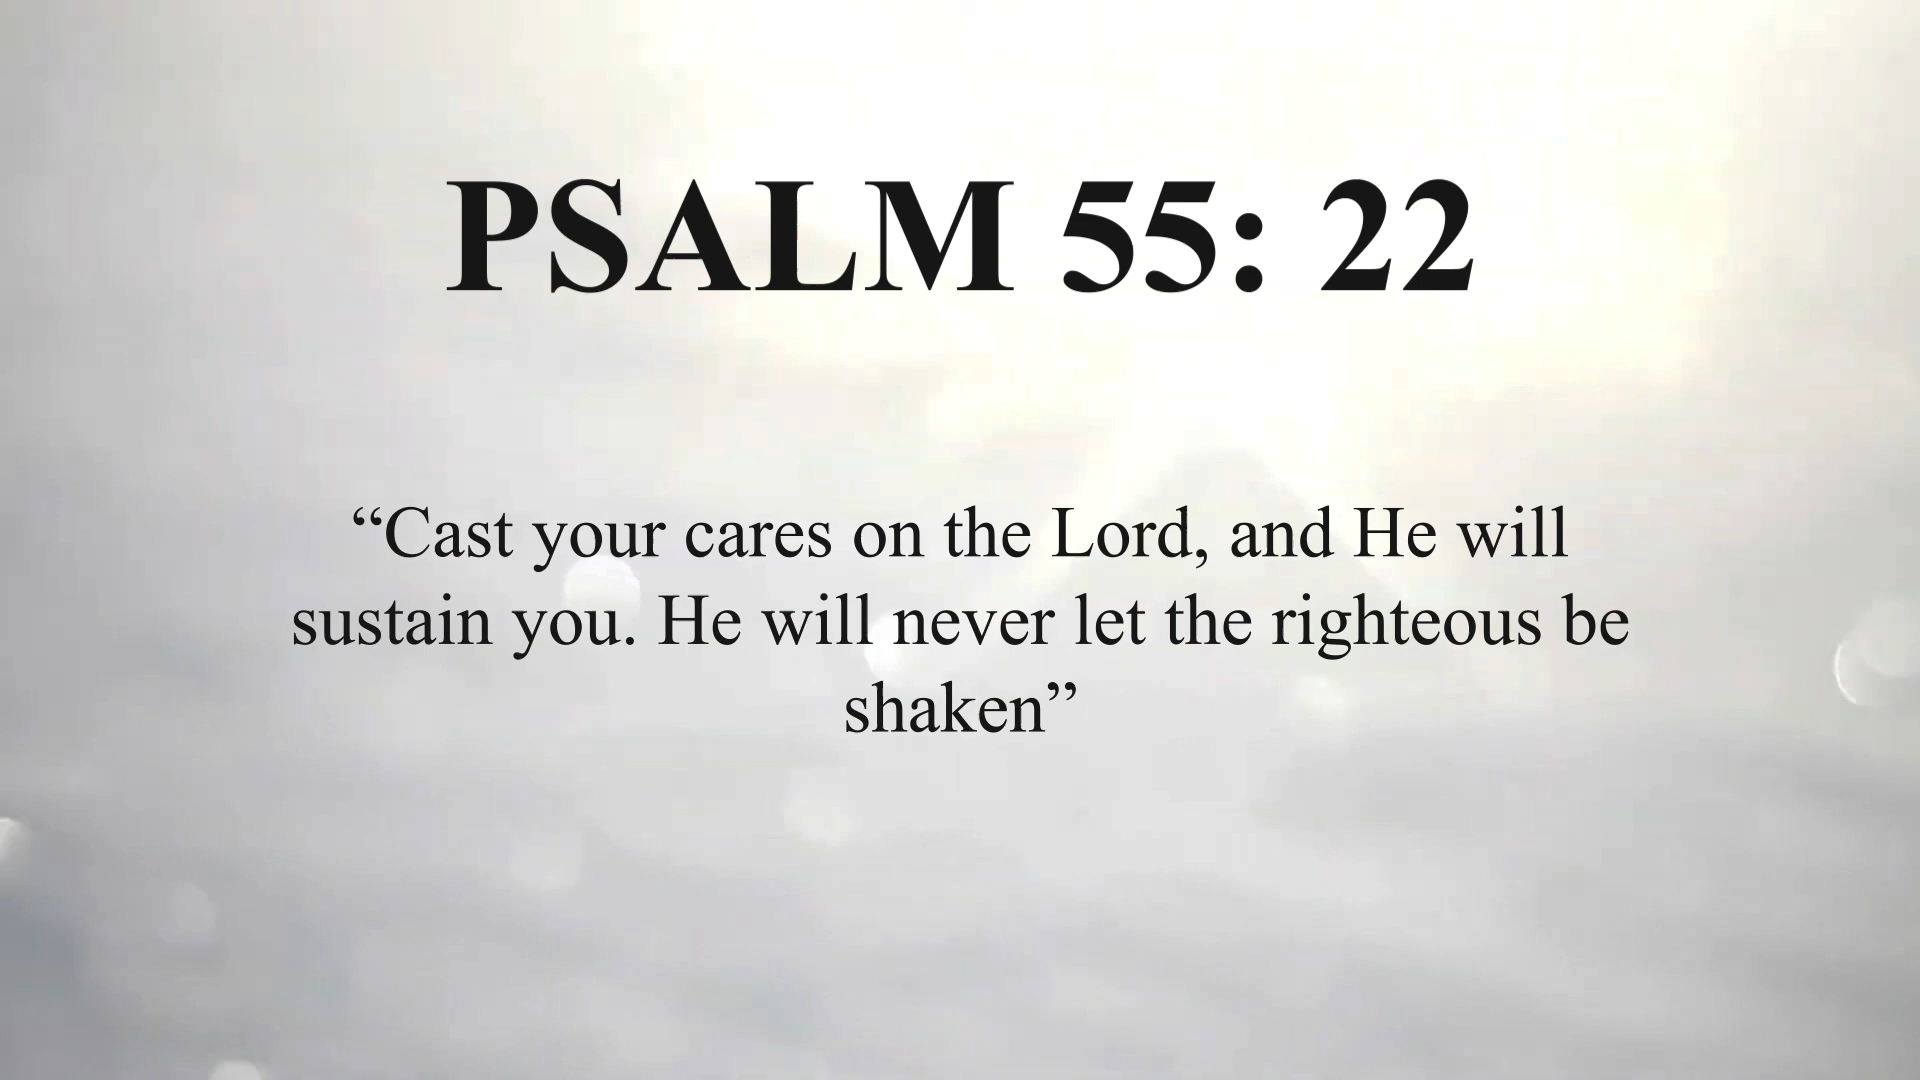 PSALM 55: 22
“Cast your cares on the Lord, and He will
sustain you. He will never let the righteous be
shaken”